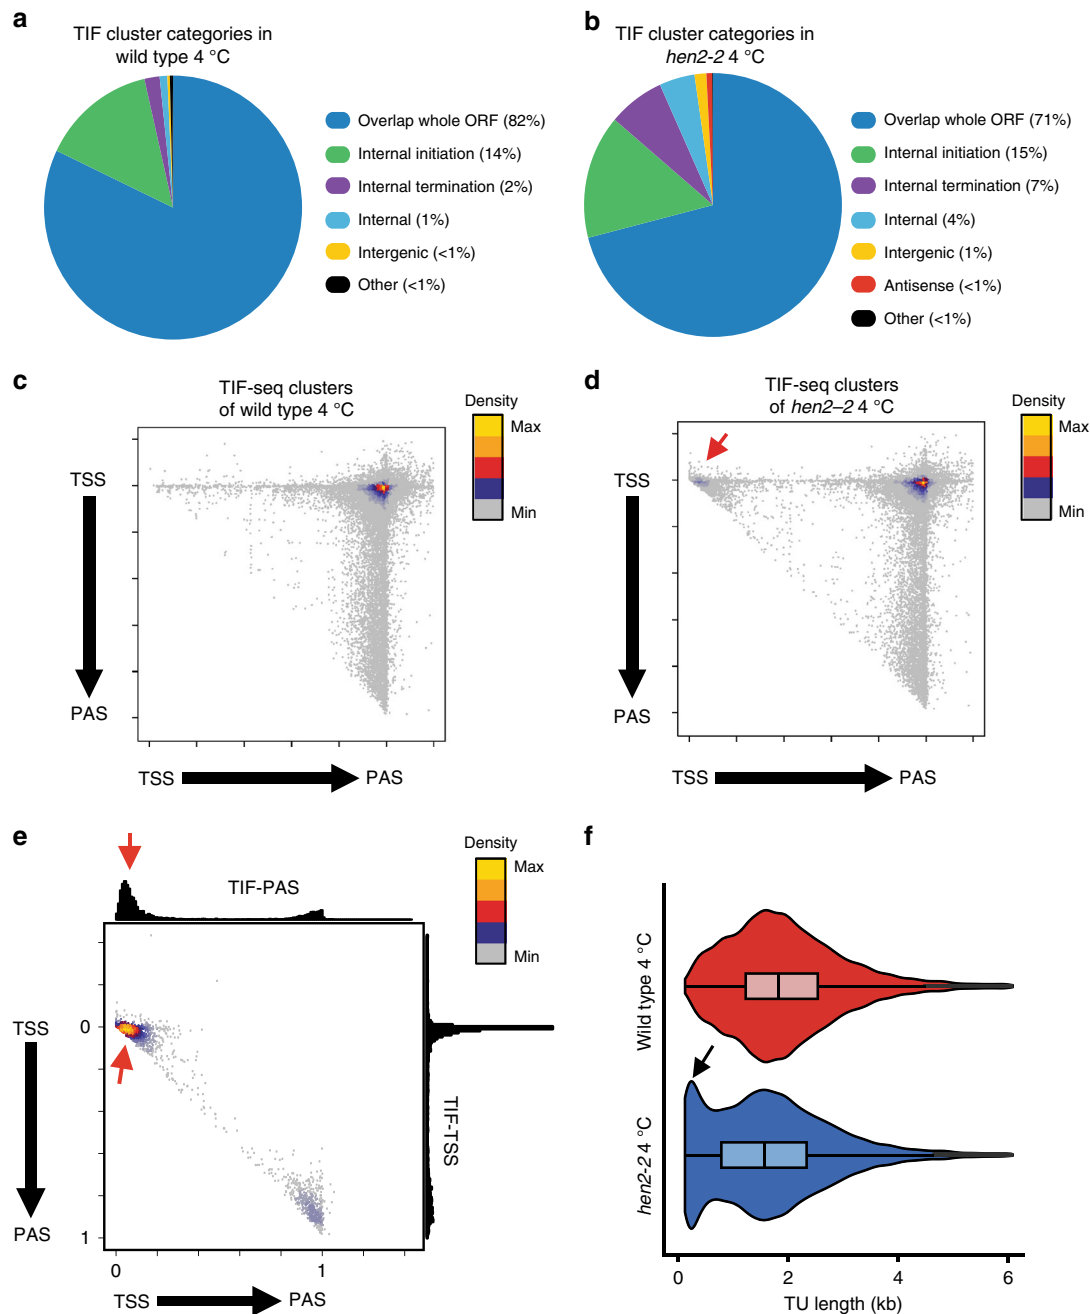 a
TIF cluster categories in
wild type 4 °C
Overlap whole ORF (82%)
Internal initiation (14%)
Internal termination (2%)
Internal (1%)
Intergenic (<1%)
Other (<1%)
b
TIF cluster categories in
hen2-2 4 °C
Overlap whole ORF (71%)
Internal initiation (15%)
Internal termination (7%)
Internal (4%)
Intergenic (1%)
Antisense (<1%)
Other (<1%)
c
TIF-seq clusters
of wild type 4 °C
Density
Max
Min
TSS
PAS
TSS
PAS
d
TIF-seq clusters
of hen2–2 4 °C
Density
Max
Min
TSS
PAS
TSS
PAS
e
TIF-PAS
Density
Max
Min
TSS
0
TIF-TSS
PAS
1
0
1
TSS
PAS
f
Wild type 4 °C
hen2-2 4 °C
0
2
4
6
TU length (kb)